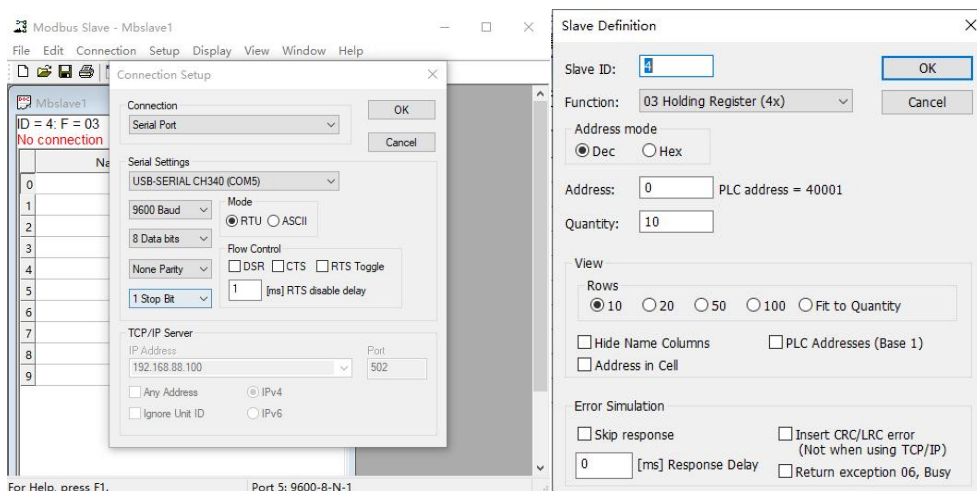 Modbus Slave - Mbslave1
File Edit Connection Setup Display View Window Help
Mbslave1
ID = 4: F = 03
No connection
Na
0
1
2
3
4
5
6
7
8
9
For Help, press F1.
Port 5: 9600-8-N-1
Connection Setup
Connection
Serial Port
OK
Cancel
Serial Settings
USB-SERIAL CH340 (COM5)
9600 Baud
Mode
RTU ASCII
8 Data bits
Flow Control
None Parity
DSR CTS RTS Toggle
1 Stop Bit
1 [ms] RTS disable delay
TCP/IP Server
IP Address Port
192.168.88.100 502
Any Address IPv4
Ignore Unit ID IPv6
Slave Definition
Slave ID: 4 OK
Function: 03 Holding Register (4x) Cancel
Address mode
Dec Hex
Address: 0 PLC address = 40001
Quantity: 10
View
Rows
10 20 50 100 Fit to Quantity
Hide Name Columns PLC Addresses (Base 1)
Address in Cell
Error Simulation
Skip response Insert CRC/LRC error
(Not when using TCP/IP)
0 [ms] Response Delay
Return exception 06, Busy